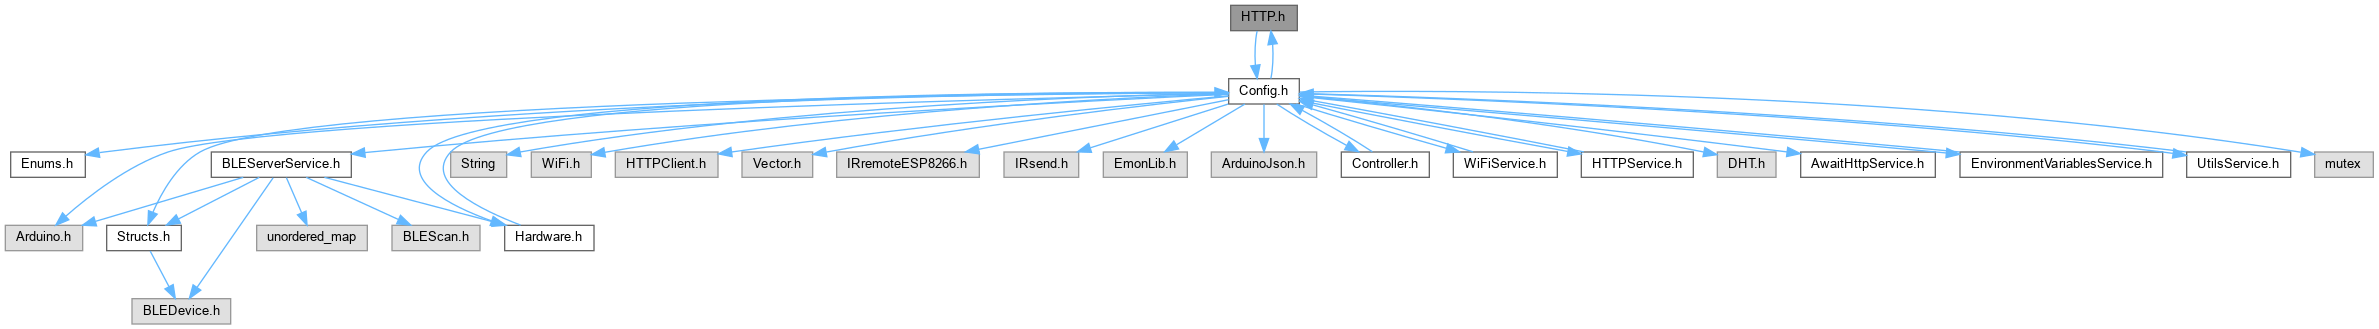 HTTP.h
Config.h
Enums.h
BLEServerService.h
String
WiFi.h
HTTPClient.h
Vector.h
IRremoteESP8266.h
IRsend.h
EmonLib.h
ArduinoJson.h
Controller.h
WiFiService.h
HTTPService.h
DHT.h
AwaitHttpService.h
EnvironmentVariablesService.h
UtilsService.h
mutex
Arduino.h
Structs.h
unordered_map
BLEScan.h
Hardware.h
BLEDevice.h